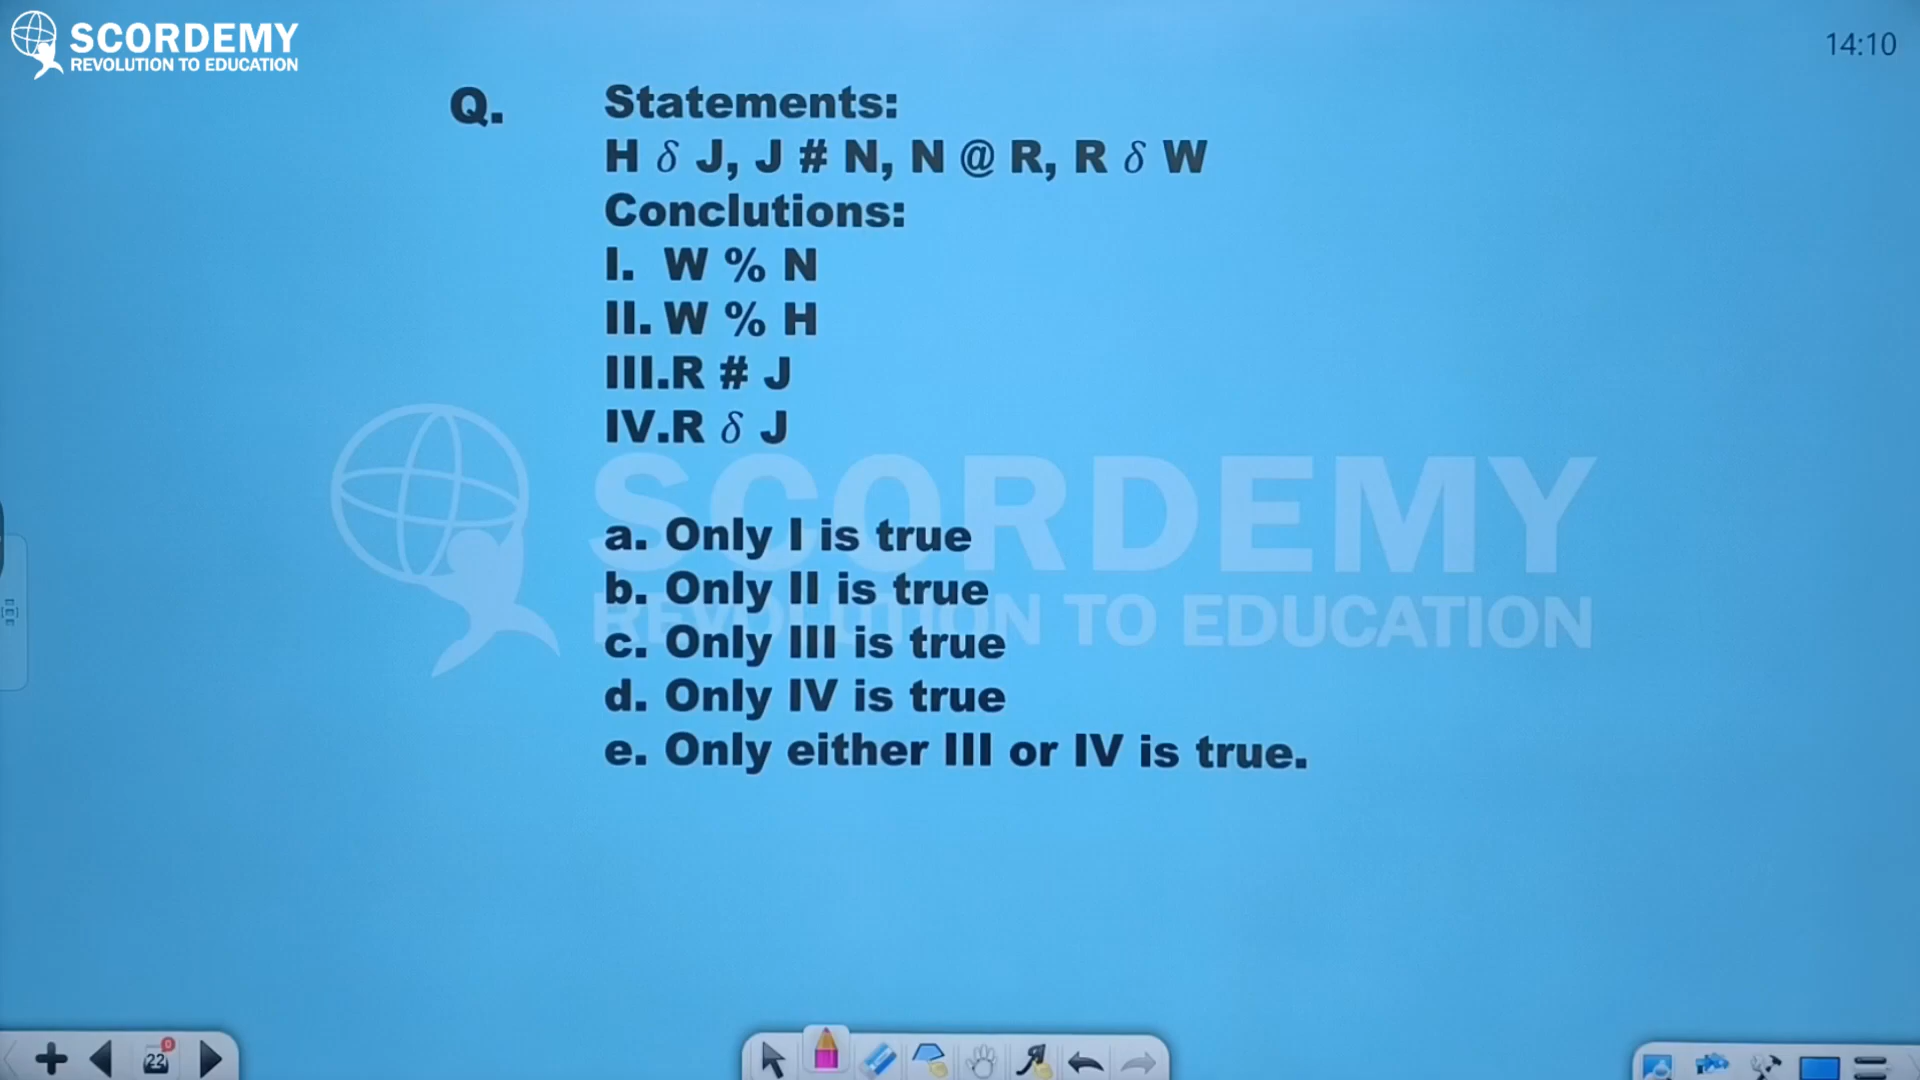 SCORDEMY
REVOLUTION TO EDUCATION
14:10
Q. Statements:
H δ J, J # N, N @ R, R δ W
Conclutions:
I. W % N
II. W % H
III.R # J
IV.R δ J
SCORDEMY
REVOLUTION TO EDUCATION
a. Only I is true
b. Only II is true
c. Only III is true
d. Only IV is true
e. Only either III or IV is true.
22
0